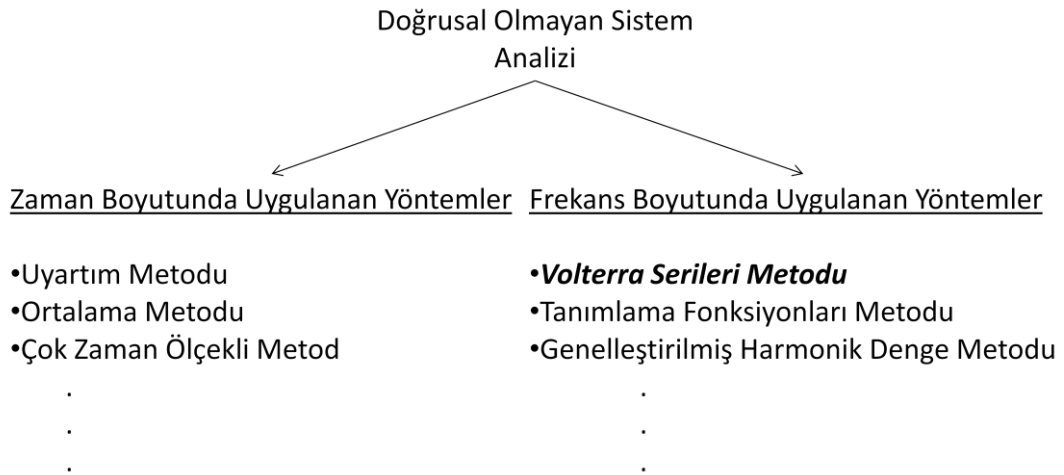 Doğrusal Olmayan Sistem
Analizi
Zaman Boyutunda Uygulanan Yöntemler
•Uyartım Metodu
•Ortalama Metodu
•Çok Zaman Ölçekli Metod
.
.
.
Frekans Boyutunda Uygulanan Yöntemler
•Volterra Serileri Metodu
•Tanımlama Fonksiyonları Metodu
•Genelleştirilmiş Harmonik Denge Metodu
.
.
.